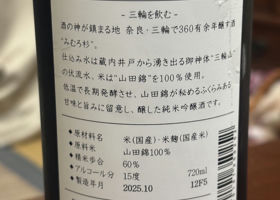 - 三輪を飲む -
酒の神が鎮まる地 奈良・三輪で360有余年醸す酒
"みむろ杉"
仕込み水は蔵内井戸から湧き出る御神体"三輪山"
の伏流水、米は"山田錦"を100%使用。
低温で長期発酵させ、山田錦が秘めるふくらみある
甘味と旨みに留意し、醸した純米吟醸酒です。
◆原材料名 米(国産)・米麹(国産米)
◆原料米 山田錦100%
◆精米歩合 60%
◆アルコール分 15度 720ml
◆製造年月 2025.10 12F5